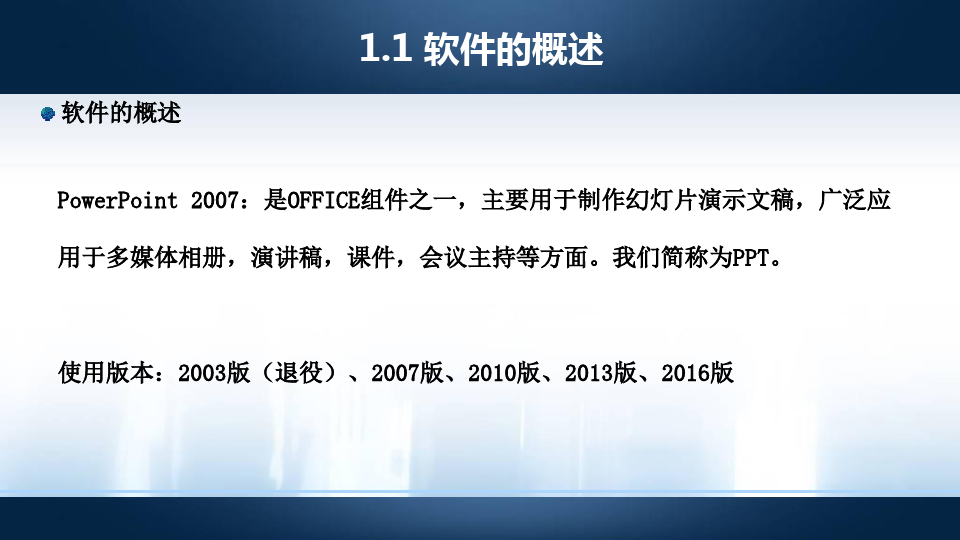 1.1 软件的概述
软件的概述
PowerPoint 2007：是OFFICE组件之一，主要用于制作幻灯片演示文稿，广泛应
用于多媒体相册，演讲稿，课件，会议主持等方面。我们简称为PPT。
使用版本：2003版（退役）、2007版、2010版、2013版、2016版